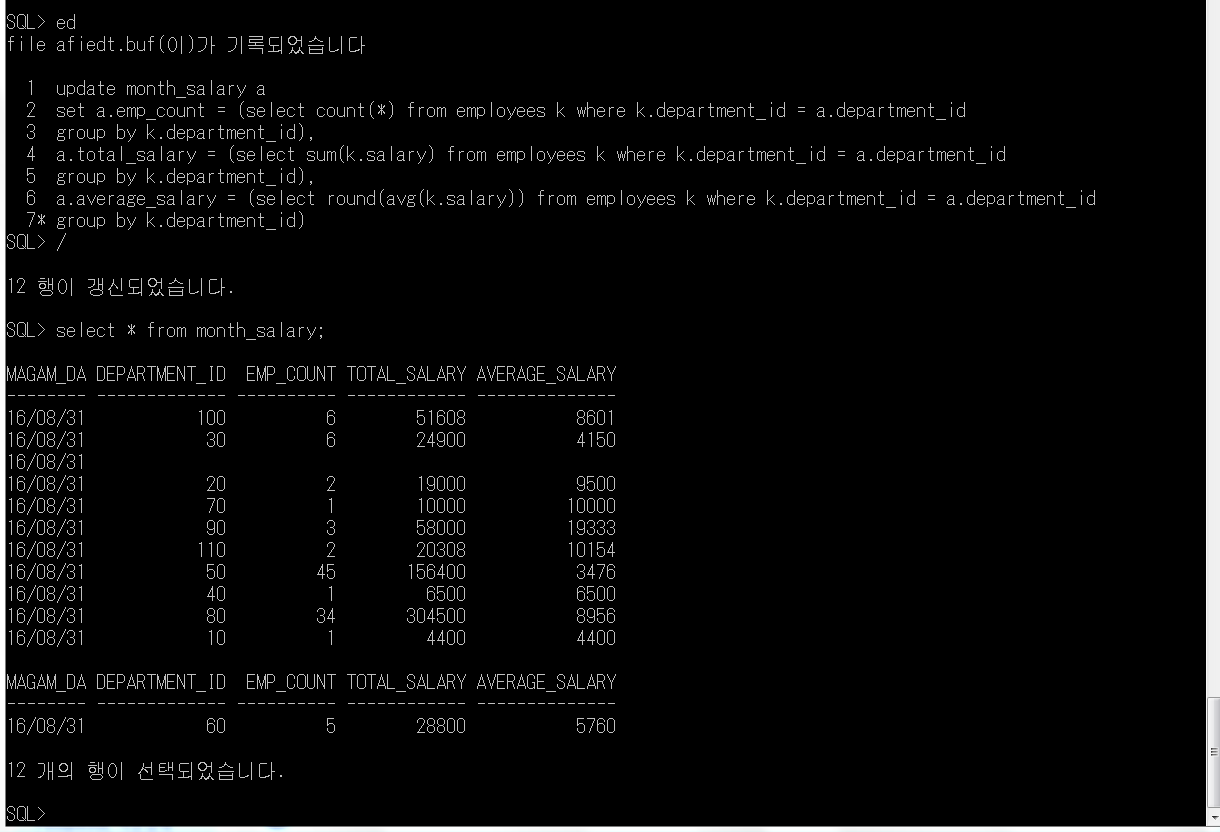 SQL> ed
file afiedt.buf(이)가 기록되었습니다
1 update month_salary a
2 set a.emp_count = (select count(*) from employees k where k.department_id = a.department_id
3 group by k.department_id),
4 a.total_salary = (select sum(k.salary) from employees k where k.department_id = a.department_id
5 group by k.department_id),
6 a.average_salary = (select round(avg(k.salary)) from employees k where k.department_id = a.department_id
7* group by k.department_id)
SQL> /
12 행이 갱신되었습니다.
SQL> select * from month_salary;
MAGAM_DA DEPARTMENT_ID EMP_COUNT TOTAL_SALARY AVERAGE_SALARY
-------- ------------- ---------- ------------ --------------
16/08/31 100 6 51608 8601
16/08/31 30 6 24900 4150
16/08/31
16/08/31 20 2 19000 9500
16/08/31 70 1 10000 10000
16/08/31 90 3 58000 19333
16/08/31 110 2 20308 10154
16/08/31 50 45 156400 3476
16/08/31 40 1 6500 6500
16/08/31 80 34 304500 8956
16/08/31 10 1 4400 4400
MAGAM_DA DEPARTMENT_ID EMP_COUNT TOTAL_SALARY AVERAGE_SALARY
-------- ------------- ---------- ------------ --------------
16/08/31 60 5 28800 5760
12 개의 행이 선택되었습니다.
SQL>